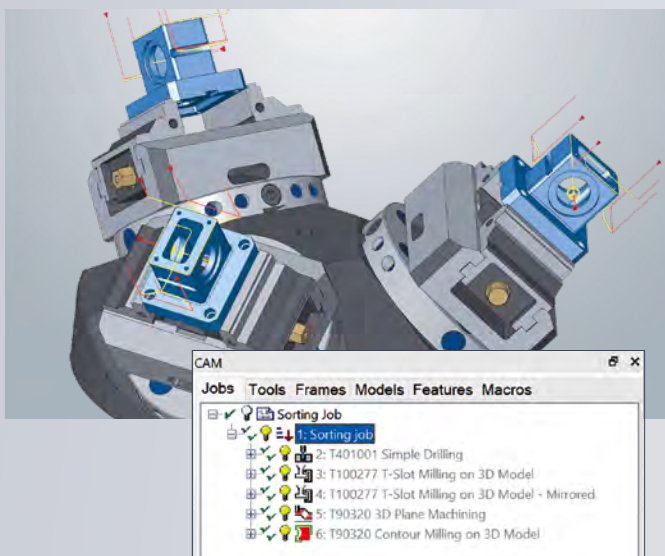 CAM
Jobs Tools Frames Models Features Macros
Sorting Job
1: Sorting job
2: T401001 Simple Drilling
3: T100277 T-Slot Milling on 3D Model
4: T100277 T-Slot Milling on 3D Model - Mirrored
5: T90320 3D Plane Machining
6: T90320 Contour Milling on 3D Model